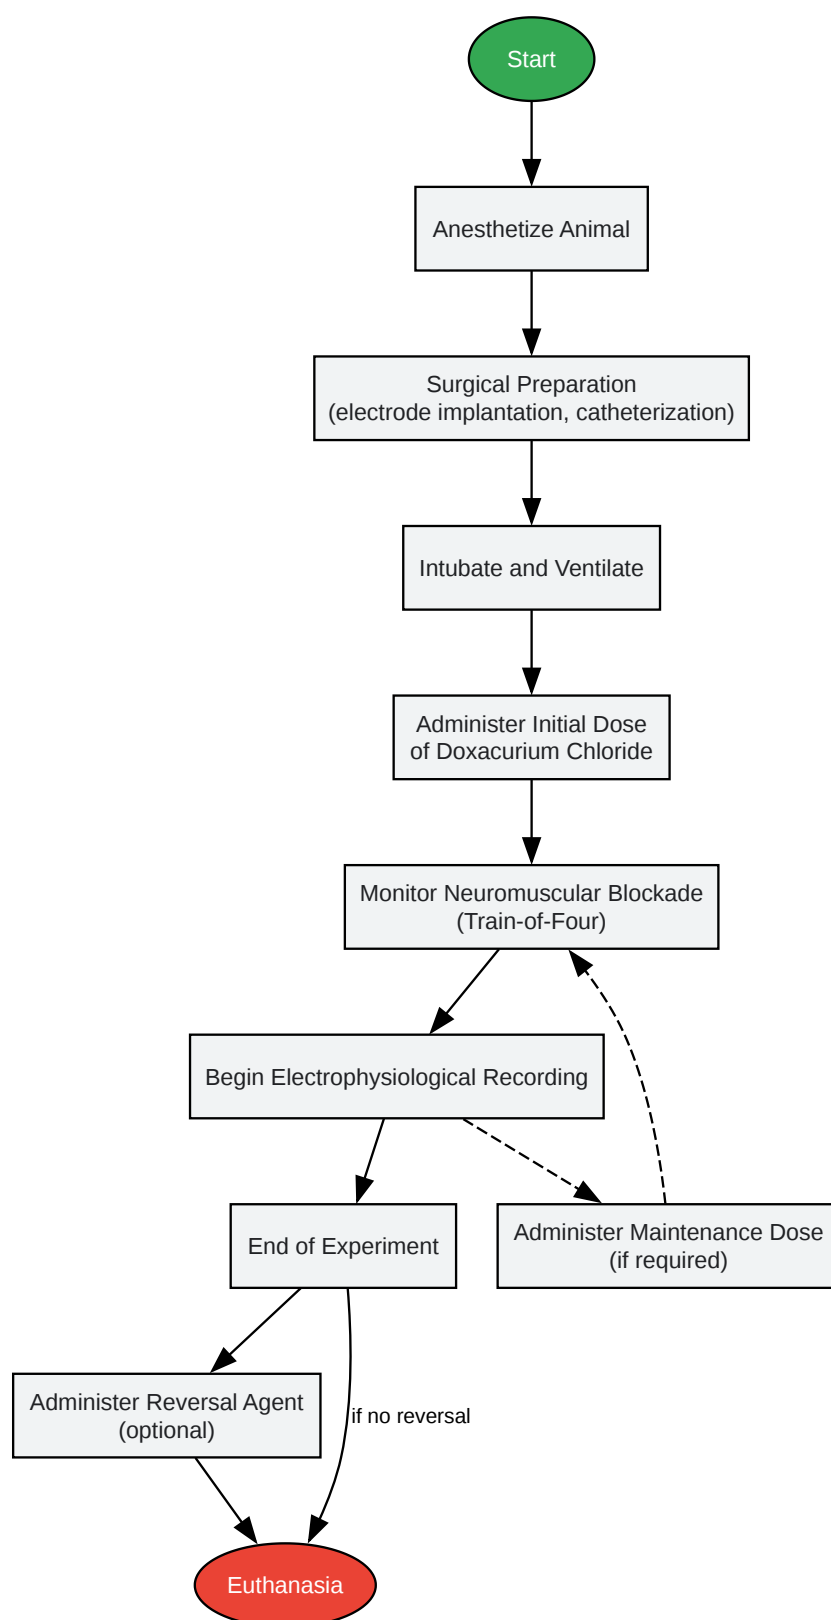 Start
Anesthetize Animal
Surgical Preparation
(electrode implantation, catheterization)
Intubate and Ventilate
Administer Initial Dose
of Doxacurium Chloride
Monitor Neuromuscular Blockade
(Train-of-Four)
Begin Electrophysiological Recording
End of Experiment
Administer Maintenance Dose
(if required)
Administer Reversal Agent
(optional)
if no reversal
Euthanasia